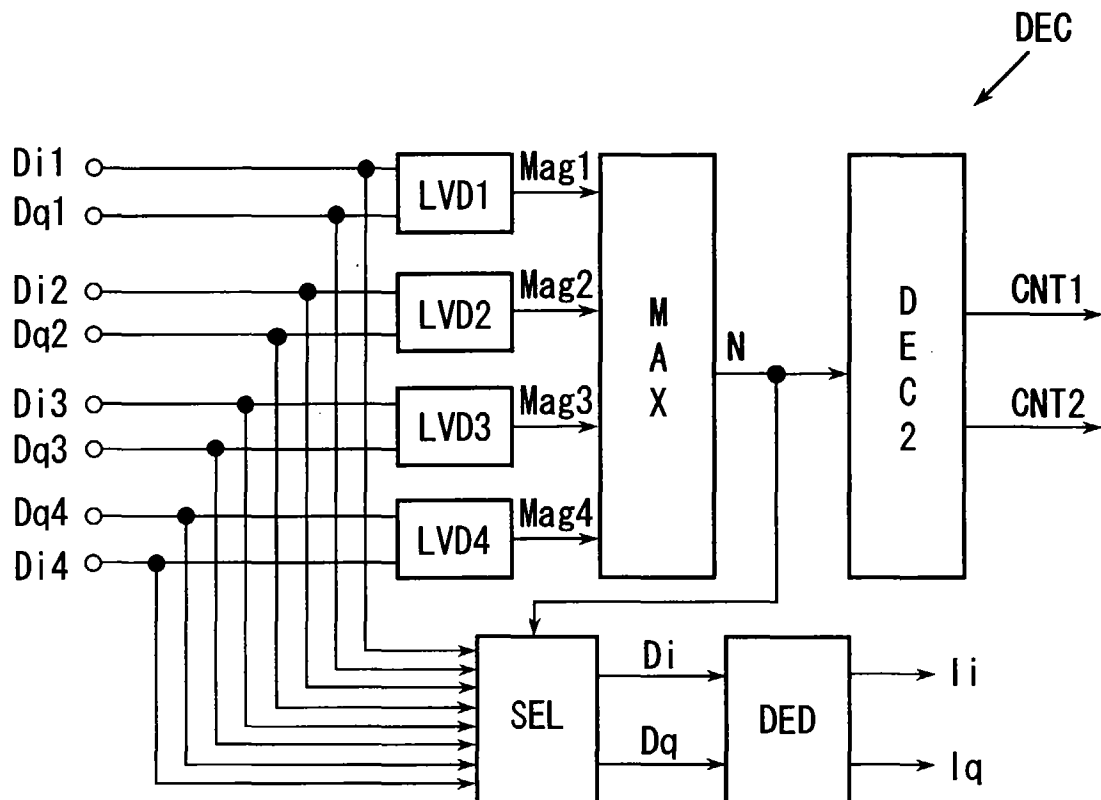 DEC
Di1
Dq1
Di2
Dq2
Di3
Dq3
Dq4
Di4
LVD1
LVD2
LVD3
LVD4
Mag1
Mag2
Mag3
Mag4
MAX
N
DEC2
CNT1
CNT2
SEL
Di
Dq
DED
Ii
Iq